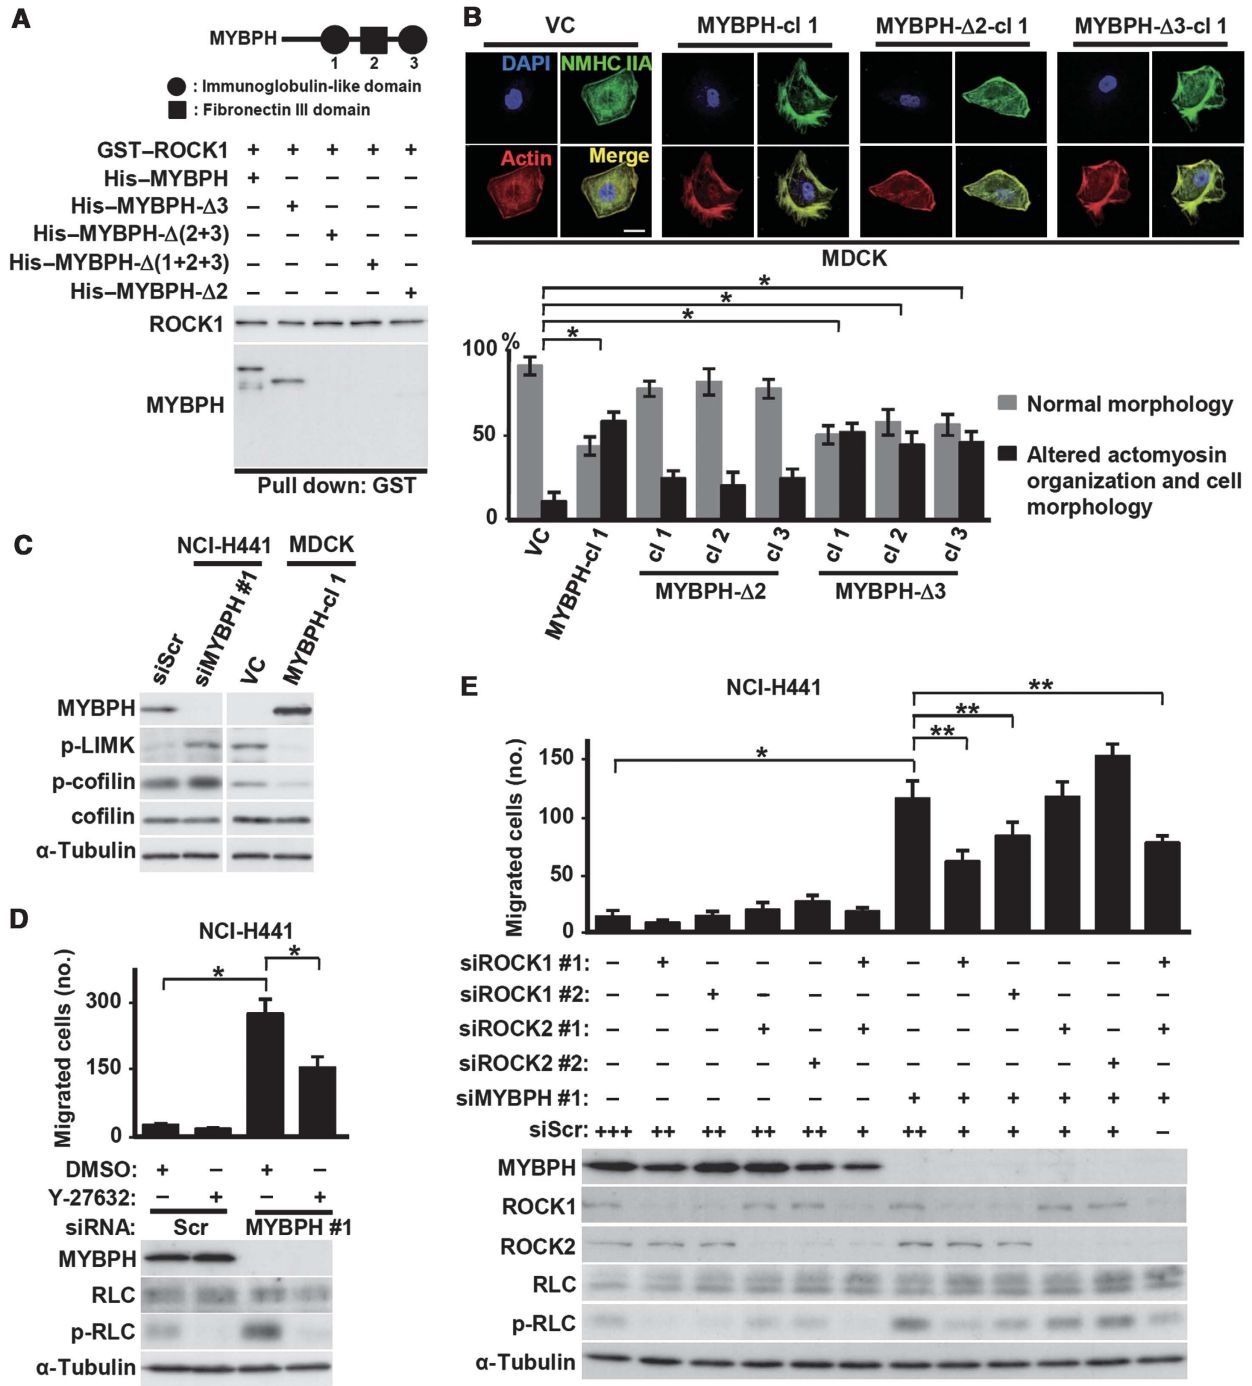 A
MYBPH
1 2 3
: Immunoglobulin-like domain
: Fibronectin III domain
GST–ROCK1 + + + + +
His–MYBPH + – – – –
His–MYBPH-Δ3 – + – – –
His–MYBPH-Δ(2+3) – – + – –
His–MYBPH-Δ(1+2+3) – – – + –
His–MYBPH-Δ2 – – – – +
ROCK1
MYBPH
Pull down: GST
B
VC MYBPH-cl 1 MYBPH-Δ2-cl 1 MYBPH-Δ3-cl 1
DAPI NMHC IIA
Actin Merge
MDCK
*
*
*
*
100 %
50
0
VC
MYBPH-cl 1
cl 1
cl 2
cl 3
cl 1
cl 2
cl 3
MYBPH-Δ2 MYBPH-Δ3
Normal morphology
Altered actomyosin
organization and cell
morphology
C
NCI-H441 MDCK
siScr
siMYBPH #1
VC
MYBPH-cl 1
MYBPH
p-LIMK
p-cofilin
cofilin
α-Tubulin
D
NCI-H441
* *
Migrated cells (no.)
300
150
0
DMSO: + – + –
Y-27632: – + – +
siRNA: Scr MYBPH #1
MYBPH
RLC
p-RLC
α-Tubulin
E
NCI-H441
**
**
**
*
Migrated cells (no.)
150
100
50
0
siROCK1 #1: – + – – – + – + – – – +
siROCK1 #2: – – + – – – – – + – – –
siROCK2 #1: – – – + – + – – – + – +
siROCK2 #2: – – – – + – – – – – + –
siMYBPH #1: – – – – – – + + + + + +
siScr: +++ ++ ++ ++ ++ + ++ + + + + –
MYBPH
ROCK1
ROCK2
RLC
p-RLC
α-Tubulin